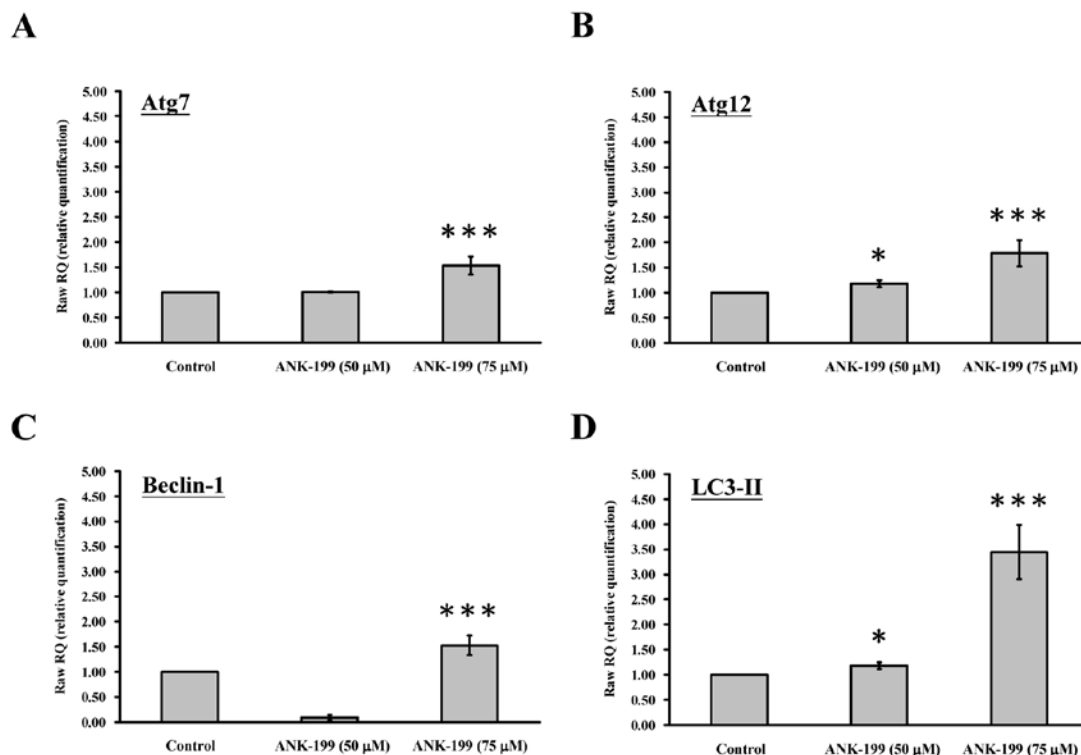 A
Raw RQ (relative quantification)
5.00
4.50
4.00
3.50
3.00
2.50
2.00
1.50
1.00
0.50
0.00
Atg7
***
Control
ANK-199 (50 μM)
ANK-199 (75 μM)
B
Raw RQ (relative quantification)
5.00
4.50
4.00
3.50
3.00
2.50
2.00
1.50
1.00
0.50
0.00
Atg12
*
***
Control
ANK-199 (50 μM)
ANK-199 (75 μM)
C
Raw RQ (relative quantification)
5.00
4.50
4.00
3.50
3.00
2.50
2.00
1.50
1.00
0.50
0.00
Beclin-1
***
Control
ANK-199 (50 μM)
ANK-199 (75 μM)
D
Raw RQ (relative quantification)
5.00
4.50
4.00
3.50
3.00
2.50
2.00
1.50
1.00
0.50
0.00
LC3-II
*
***
Control
ANK-199 (50 μM)
ANK-199 (75 μM)